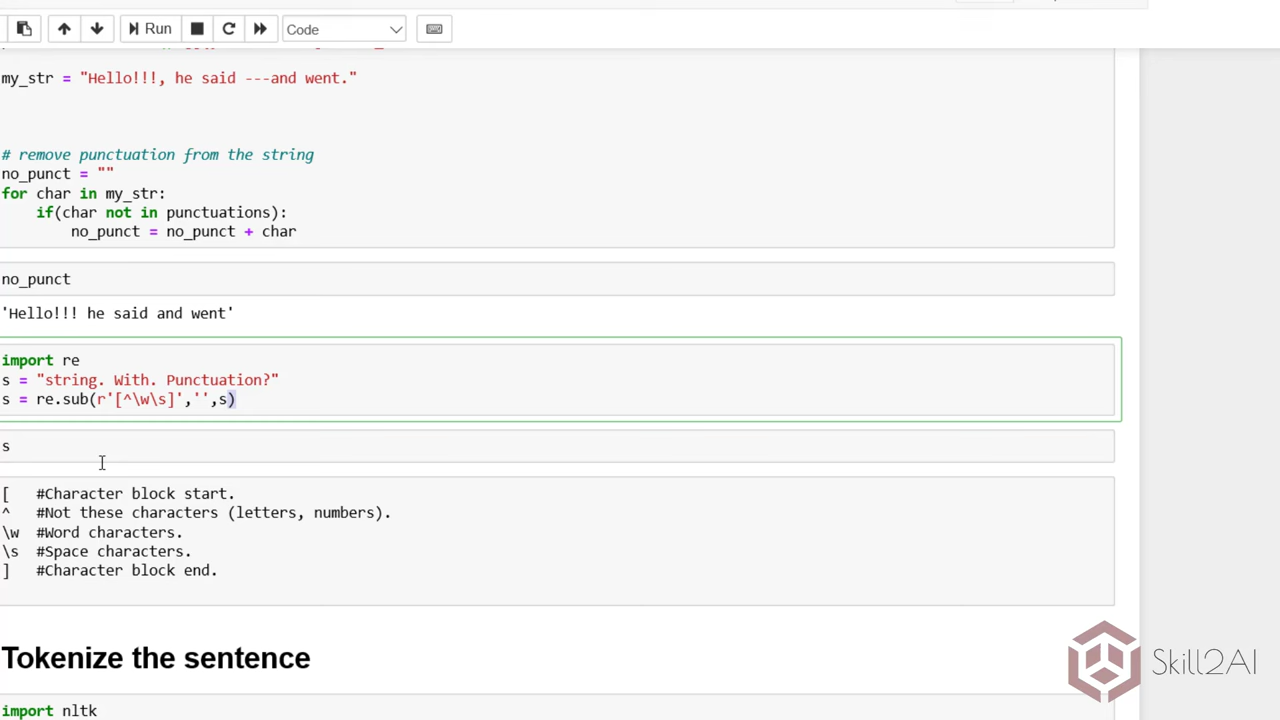 Run
Code
my_str = "Hello!!!, he said ---and went."
# remove punctuation from the string
no_punct = ""
for char in my_str:
if(char not in punctuations):
no_punct = no_punct + char
no_punct
'Hello!!! he said and went'
import re
s = "string. With. Punctuation?"
s = re.sub(r'[^\w\s]','',s)
s
[ #Character block start.
^ #Not these characters (letters, numbers).
\w #Word characters.
\s #Space characters.
] #Character block end.
Tokenize the sentence
Skill2AI
import nltk